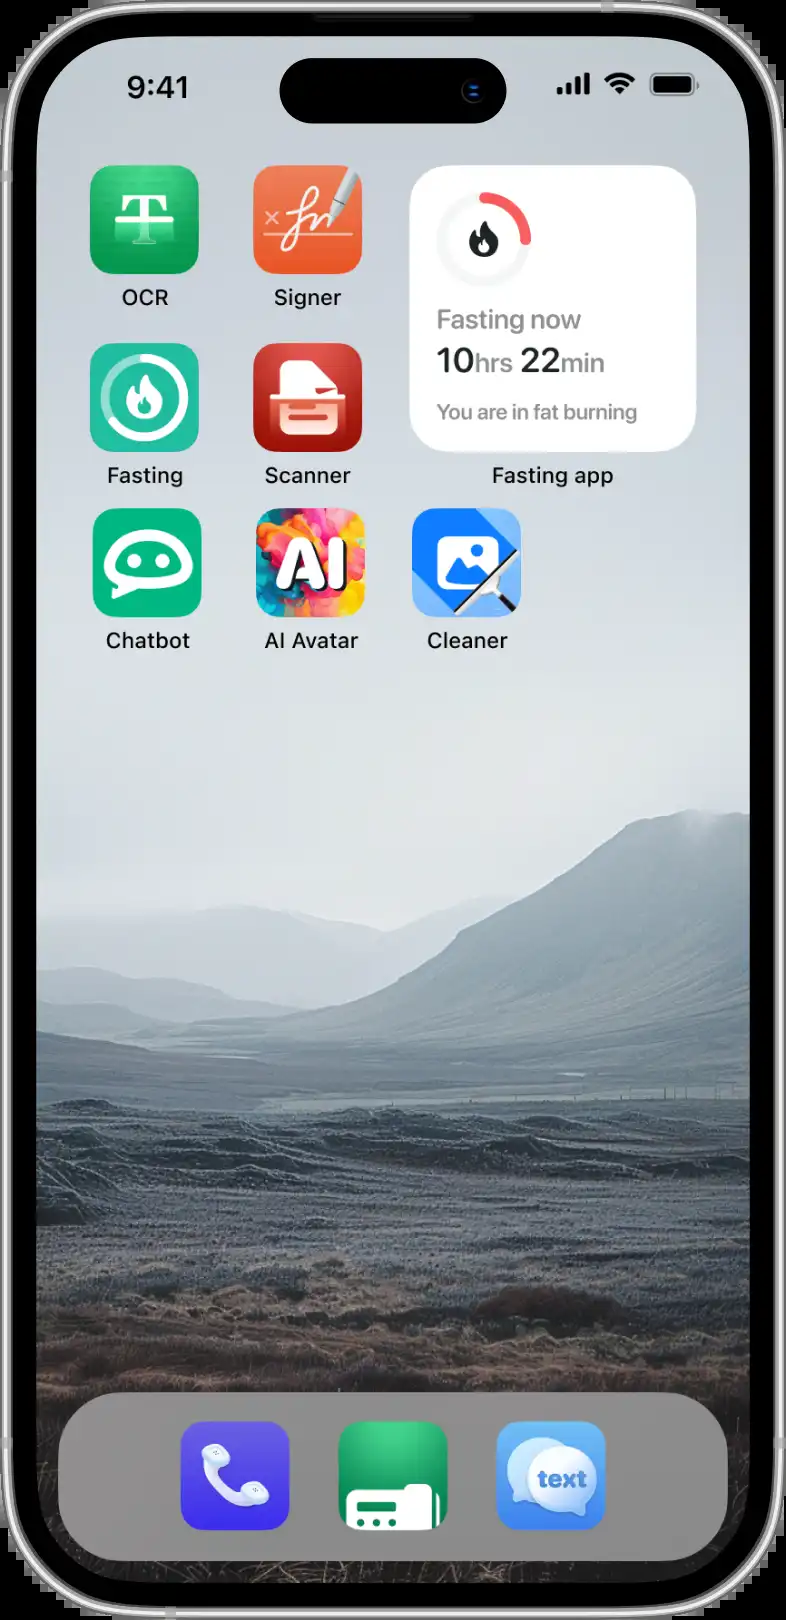 9:41
T
OCR
Signer
Fasting now
10hrs 22min
You are in fat burning
Fasting
Scanner
Fasting app
AI
Chatbot
AI Avatar
Cleaner
text